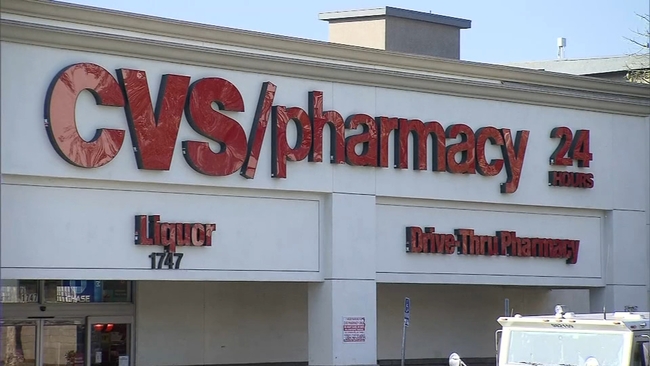 CVS/pharmacy
24
HOURS
Liquor
1747
Drive-Thru Pharmacy